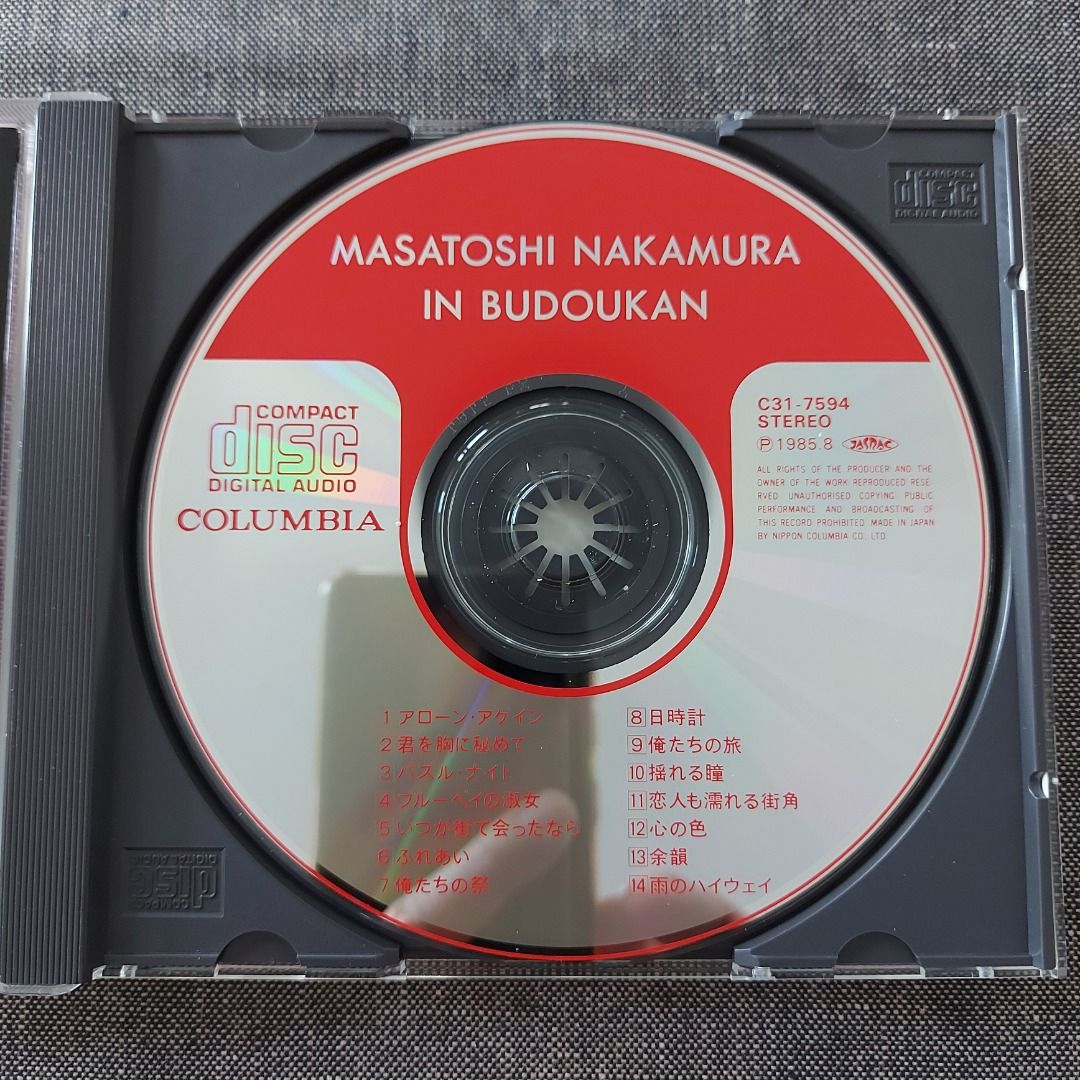 MASATOSHI NAKAMURA
IN BUDOUKAN
COMPACT
disc
DIGITAL AUDIO
COLUMBIA
C31-7594
STEREO
Ⓟ1985.8 JASRAC
ALL RIGHTS OF THE PRODUCER AND THE
OWNER OF THE WORK REPRODUCED RESE-
RVED UNAUTHORISED COPYING PUBLIC
PERFORMANCE AND BROADCASTING OF
THIS RECORD PROHIBITED MADE IN JAPAN
BY NIPPON COLUMBIA CO., LTD
1 アローン・アゲイン
2 君を胸に秘めて
3 パズル・ナイト
4 ブルーベイの淑女
5 いつか街で会ったなら
6 ふれあい
7 俺たちの祭
8 日時計
9 俺たちの旅
10 揺れる瞳
11 恋人も濡れる街角
12 心の色
13 余韻
14 雨のハイウェイ
COMPACT
disc
DIGITAL AUDIO
COMPACT
disc
DIGITAL AUDIO